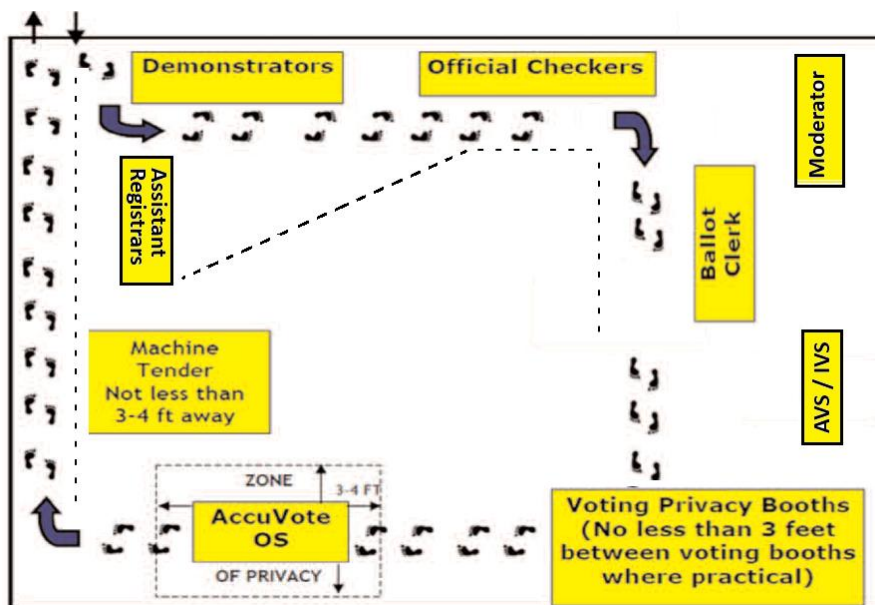 Demonstrators
Official Checkers
Moderator
Assistant
Registrars
Ballot
Clerk
Machine
Tender
Not less than
3-4 ft away
AVS / IVS
ZONE
3-4 FT
AccuVote
OS
OF PRIVACY
Voting Privacy Booths
(No less than 3 feet
between voting booths
where practical)